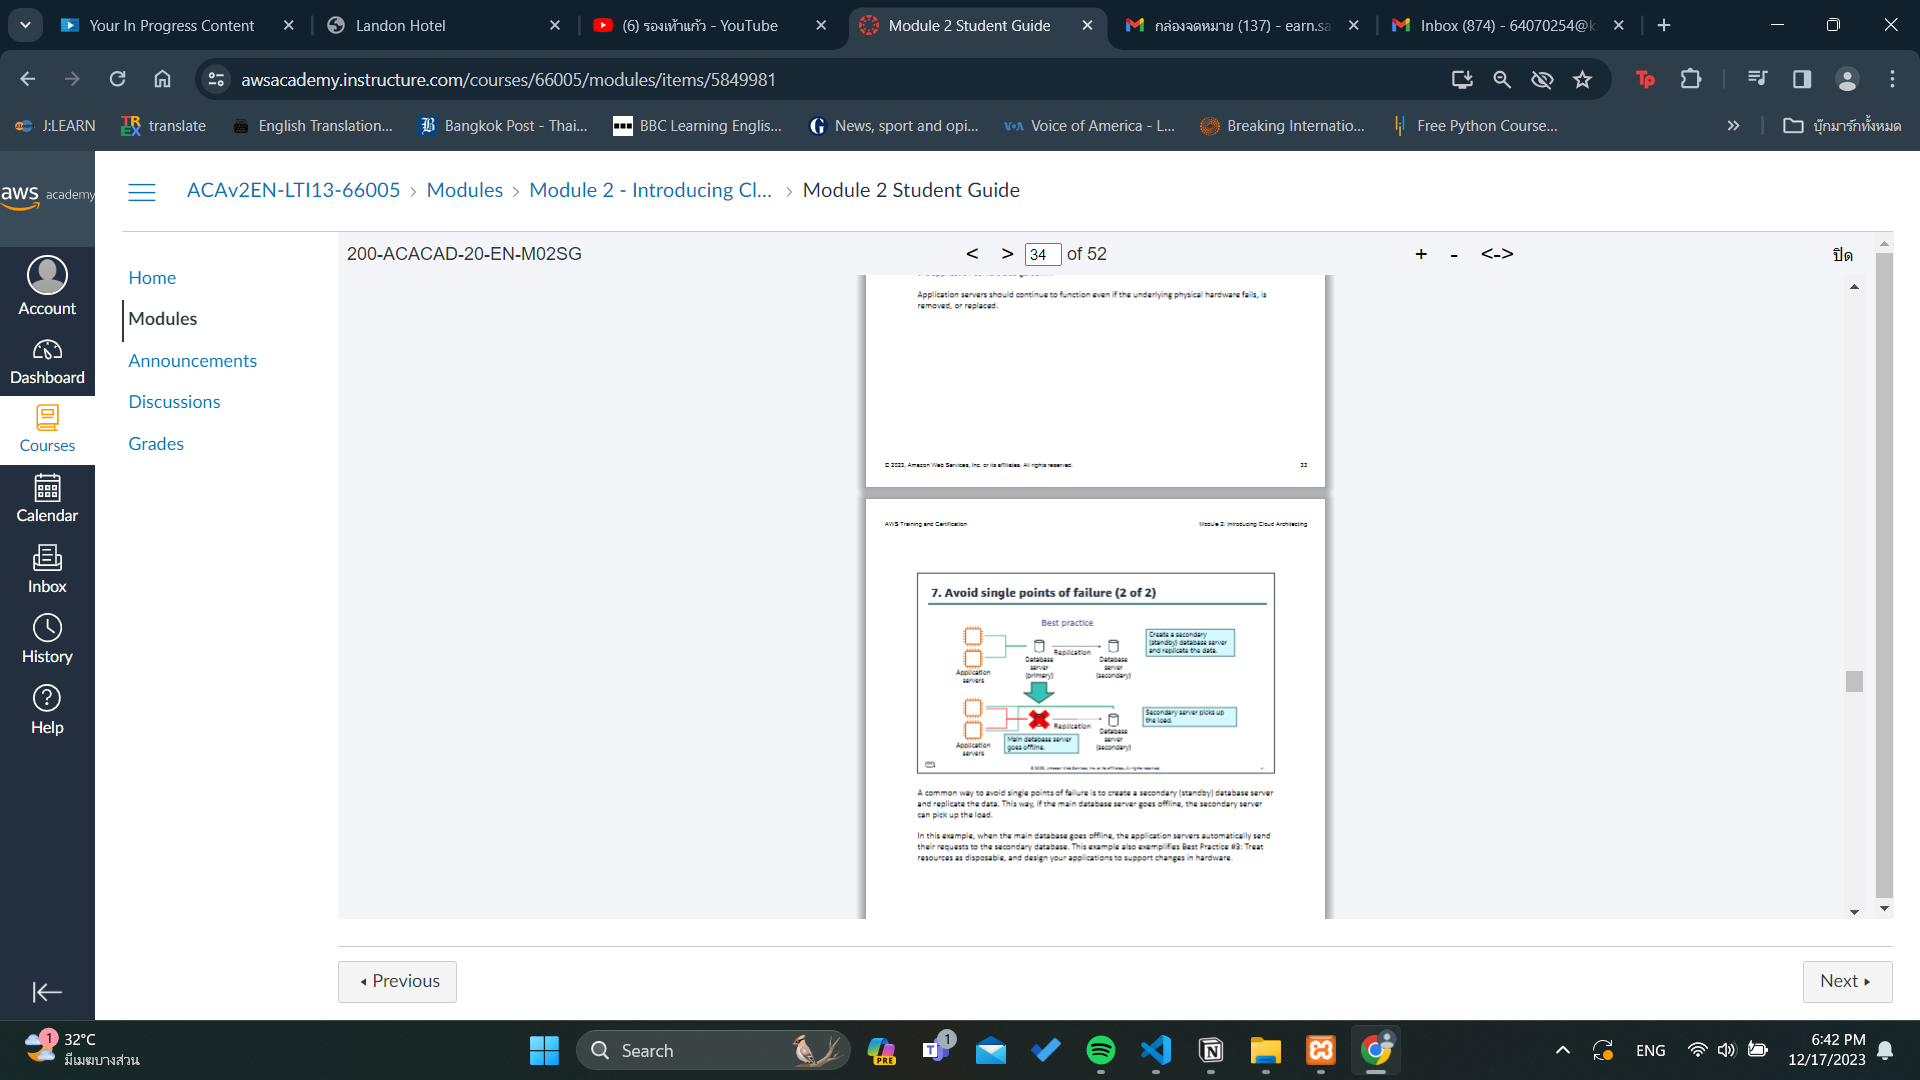 Your In Progress Content
Landon Hotel
(6) รองเท้าแก้ว - YouTube
Module 2 Student Guide
กล่องจดหมาย (137) - earn.sa
Inbox (874) - 64070254@k
awsacademy.instructure.com/courses/66005/modules/items/5849981
J:LEARN
translate
English Translation...
Bangkok Post - Thai...
BBC Learning Englis...
News, sport and opi...
Voice of America - L...
Breaking Internatio...
Free Python Course...
บุ๊กมาร์กทั้งหมด
aws academy
ACAv2EN-LTI13-66005 > Modules > Module 2 - Introducing Cl... > Module 2 Student Guide
Account
Dashboard
Courses
Calendar
Inbox
History
Help
Home
Modules
Announcements
Discussions
Grades
200-ACACAD-20-EN-M02SG
< > 34 of 52
+ - <->
ปิด
Application servers should continue to function even if the underlying physical hardware fails, is
removed, or replaced.
© 2023, Amazon Web Services, Inc. or its affiliates. All rights reserved.
33
AWS Training and Certification
Module 2: Introducing Cloud Architecting
7. Avoid single points of failure (2 of 2)
Best practice
Application
servers
Database
server
(primary)
Replication
Database
server
(secondary)
Create a secondary
(standby) database server
and replicate the data.
Application
servers
Main database server
goes offline.
Replication
Database
server
(secondary)
Secondary server picks up
the load.
A common way to avoid single points of failure is to create a secondary (standby) database server
and replicate the data. This way, if the main database server goes offline, the secondary server
can pick up the load.
In this example, when the main database goes offline, the application servers automatically send
their requests to the secondary database. This example also exemplifies Best Practice #3: Treat
resources as disposable, and design your applications to support changes in hardware.
Previous
Next
1
32°C
มีเมฆบางส่วน
Search
PRE
1
ENG
6:42 PM
12/17/2023